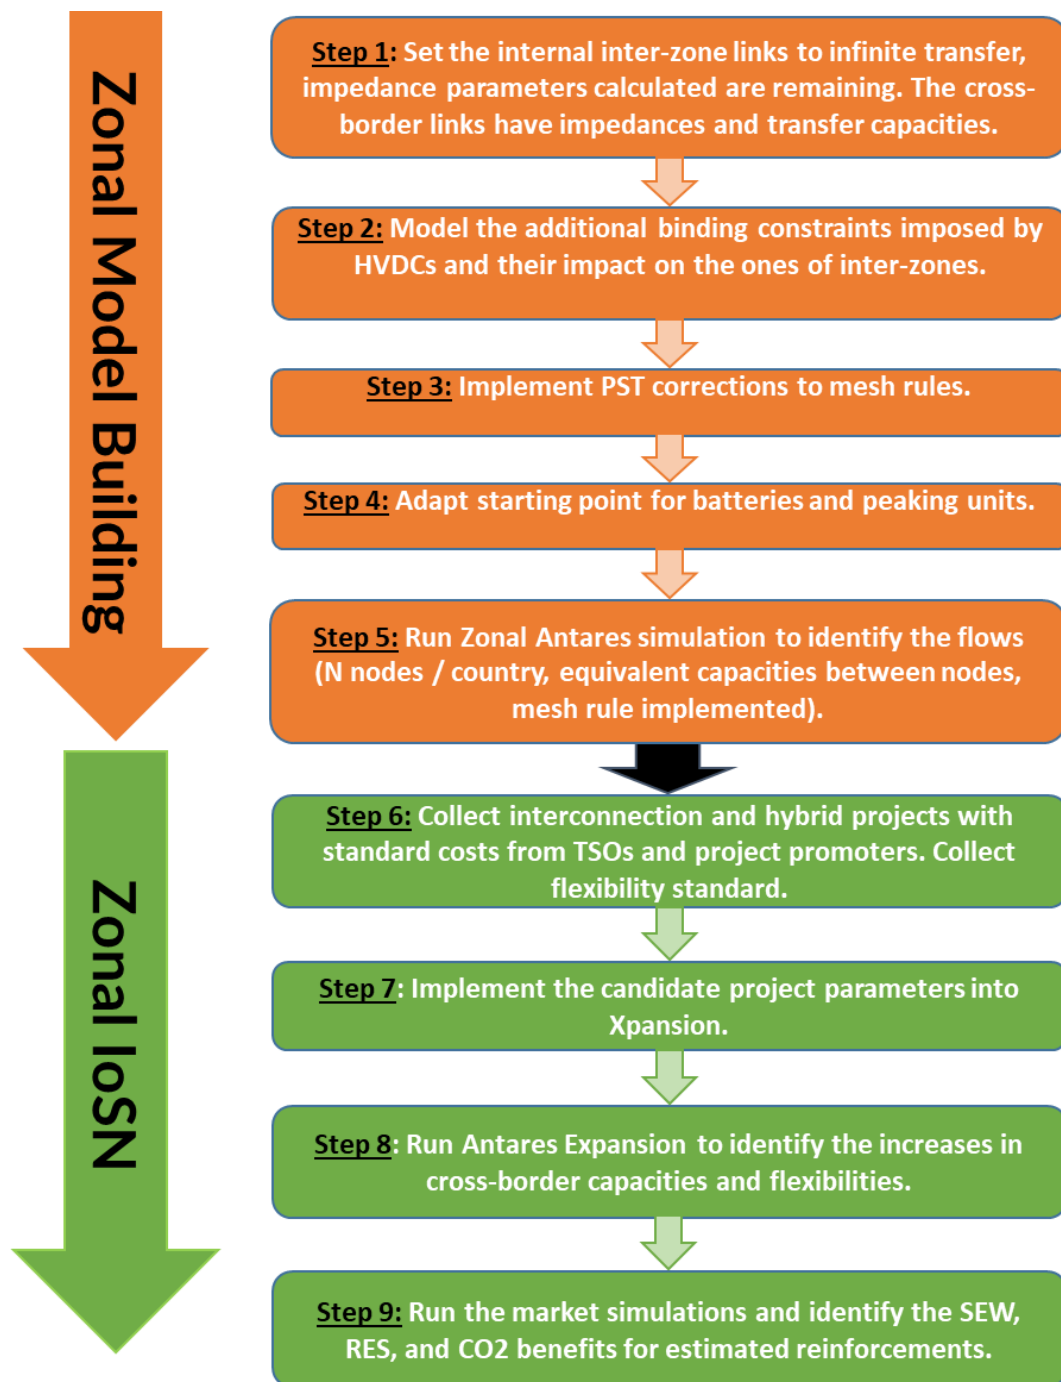 Zonal Model Building
Step 1: Set the internal inter-zone links to infinite transfer,
impedance parameters calculated are remaining. The cross-
border links have impedances and transfer capacities.
Step 2: Model the additional binding constraints imposed by
HVDCs and their impact on the ones of inter-zones.
Step 3: Implement PST corrections to mesh rules.
Step 4: Adapt starting point for batteries and peaking units.
Step 5: Run Zonal Antares simulation to identify the flows
(N nodes / country, equivalent capacities between nodes,
mesh rule implemented).
Zonal IoSN
Step 6: Collect interconnection and hybrid projects with
standard costs from TSOs and project promoters. Collect
flexibility standard.
Step 7: Implement the candidate project parameters into
Xpansion.
Step 8: Run Antares Expansion to identify the increases in
cross-border capacities and flexibilities.
Step 9: Run the market simulations and identify the SEW,
RES, and CO2 benefits for estimated reinforcements.